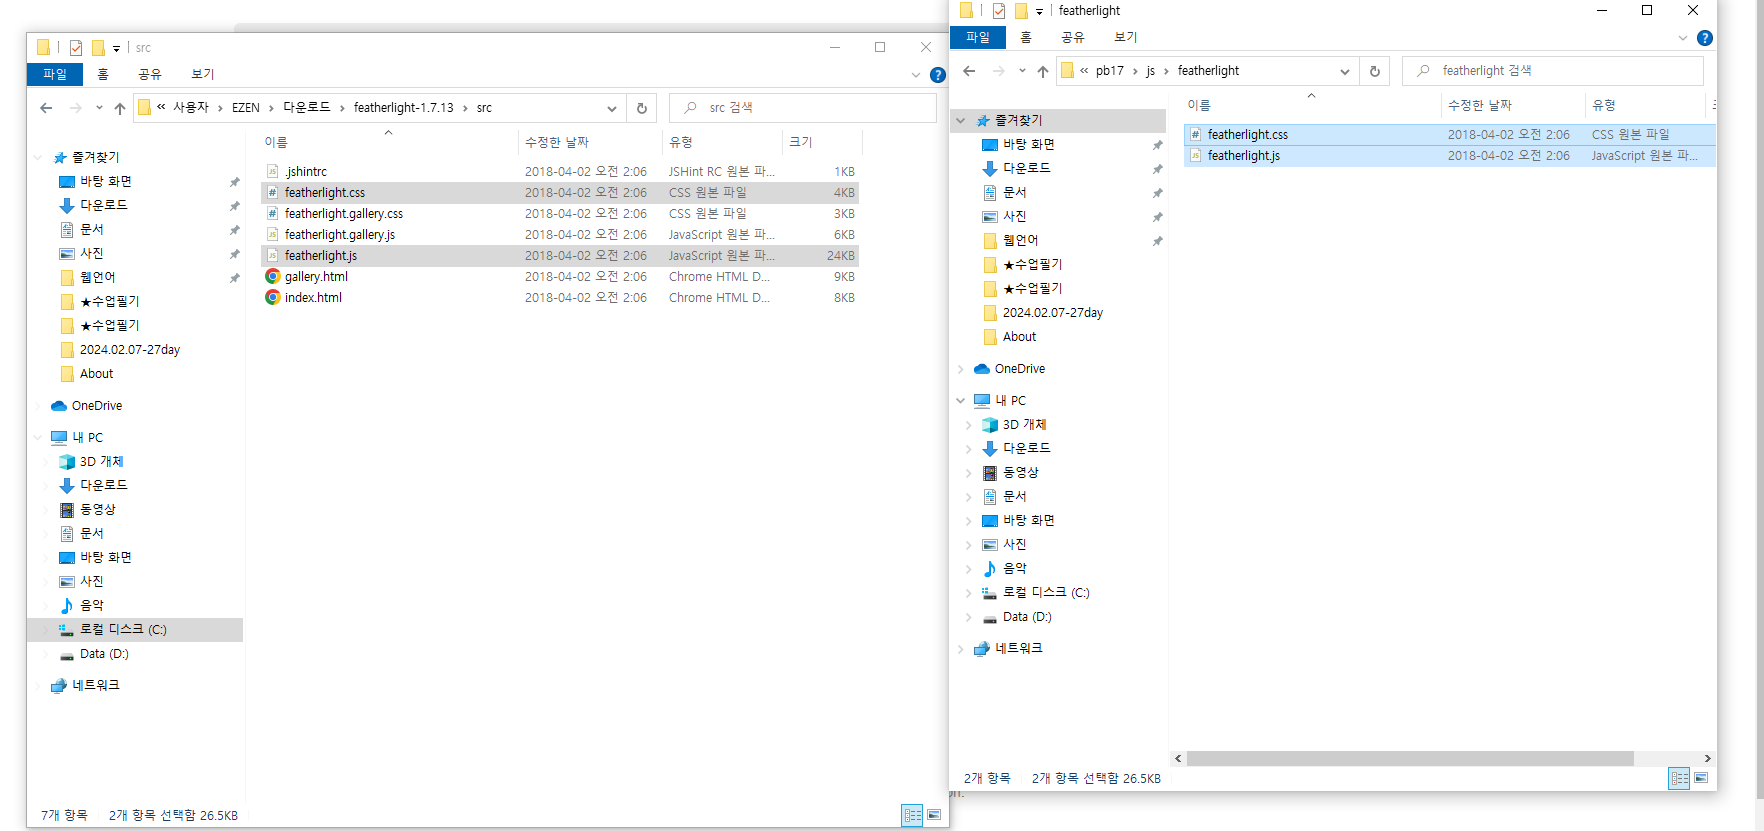 src
파일 홈 공유 보기
« 사용자 › EZEN › 다운로드 › featherlight-1.7.13 › src
src 검색
이름 수정한 날짜 유형 크기
.jshintrc 2018-04-02 오전 2:06 JSHint RC 원본 파... 1KB
featherlight.css 2018-04-02 오전 2:06 CSS 원본 파일 4KB
featherlight.gallery.css 2018-04-02 오전 2:06 CSS 원본 파일 3KB
featherlight.gallery.js 2018-04-02 오전 2:06 JavaScript 원본 파... 6KB
featherlight.js 2018-04-02 오전 2:06 JavaScript 원본 파... 24KB
gallery.html 2018-04-02 오전 2:06 Chrome HTML D... 9KB
index.html 2018-04-02 오전 2:06 Chrome HTML D... 8KB
즐겨찾기
바탕 화면
다운로드
문서
사진
웹언어
★수업필기
★수업필기
2024.02.07-27day
About
OneDrive
내 PC
3D 개체
다운로드
동영상
문서
바탕 화면
사진
음악
로컬 디스크 (C:)
Data (D:)
네트워크
7개 항목 2개 항목 선택함 26.5KB
featherlight
파일 홈 공유 보기
« pb17 › js › featherlight
featherlight 검색
이름 수정한 날짜 유형
featherlight.css 2018-04-02 오전 2:06 CSS 원본 파일
featherlight.js 2018-04-02 오전 2:06 JavaScript 원본 파...
즐겨찾기
바탕 화면
다운로드
문서
사진
웹언어
★수업필기
★수업필기
2024.02.07-27day
About
OneDrive
내 PC
3D 개체
다운로드
동영상
문서
바탕 화면
사진
음악
로컬 디스크 (C:)
Data (D:)
네트워크
2개 항목 2개 항목 선택함 26.5KB